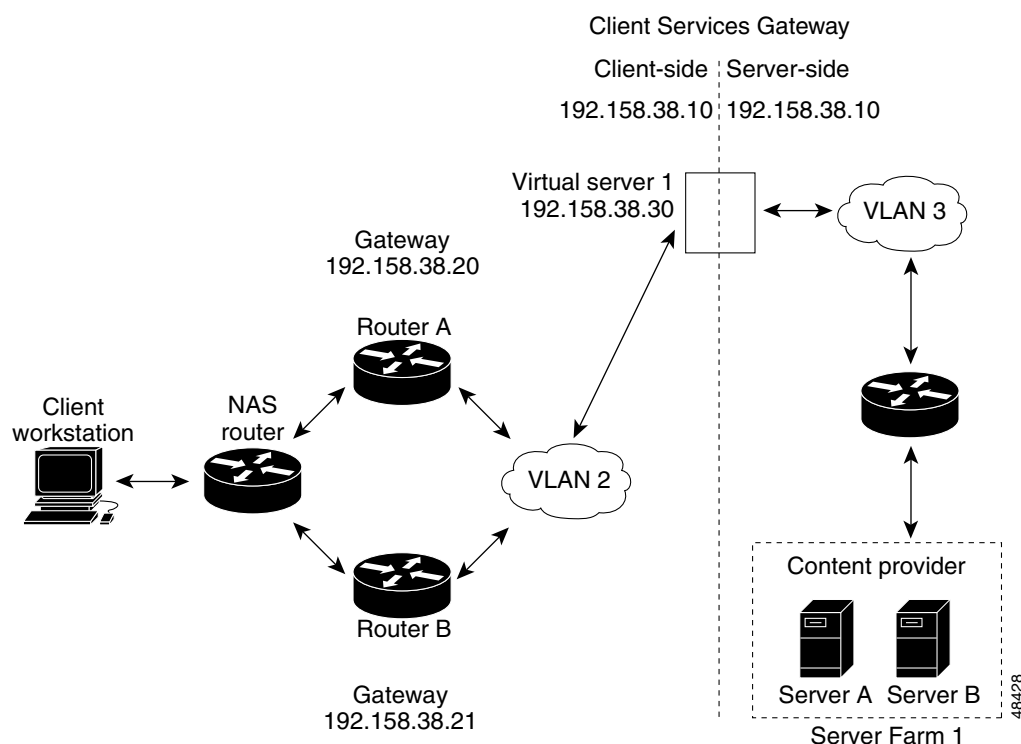 Client Services Gateway
Client-side
Server-side
192.158.38.10
192.158.38.10
Virtual server 1
192.158.38.30
VLAN 3
Gateway
192.158.38.20
Router A
Client
workstation
NAS
router
VLAN 2
Router B
Gateway
192.158.38.21
Content provider
Server A
Server B
Server Farm 1
48428